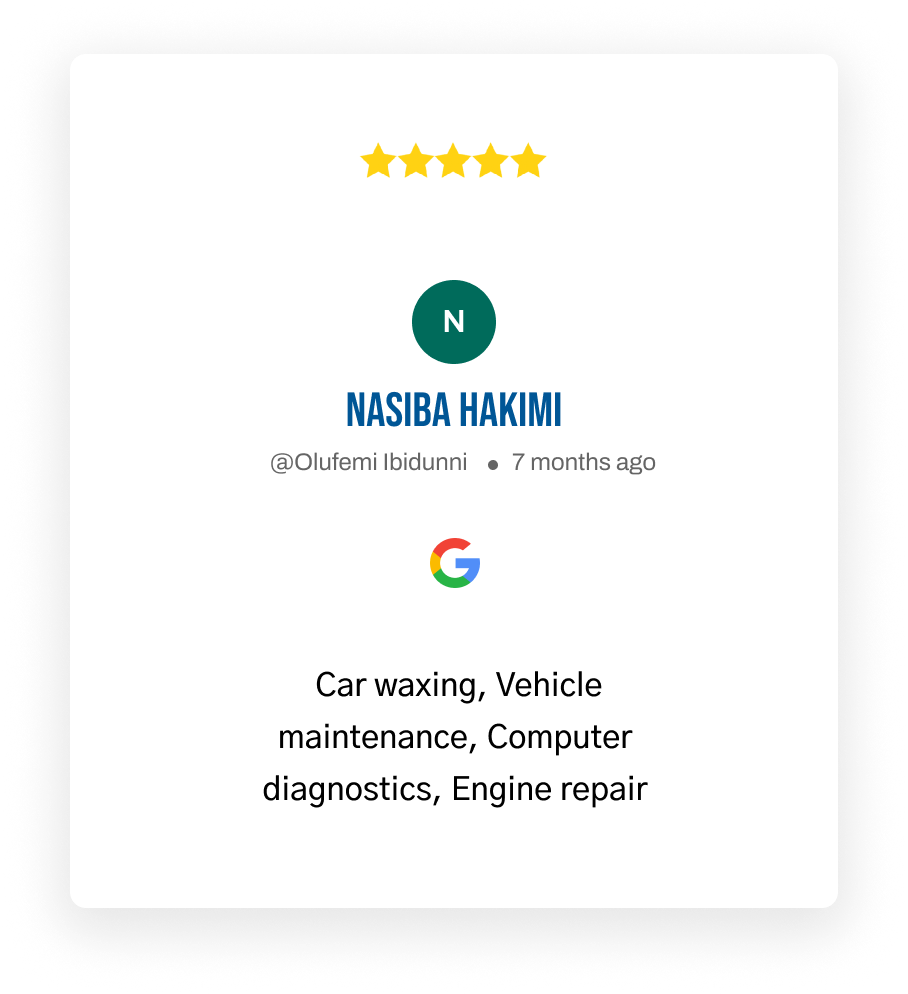 N
NASIBA HAKIMI
@Olufemi Ibidunni ● 7 months ago
Car waxing, Vehicle
maintenance, Computer
diagnostics, Engine repair